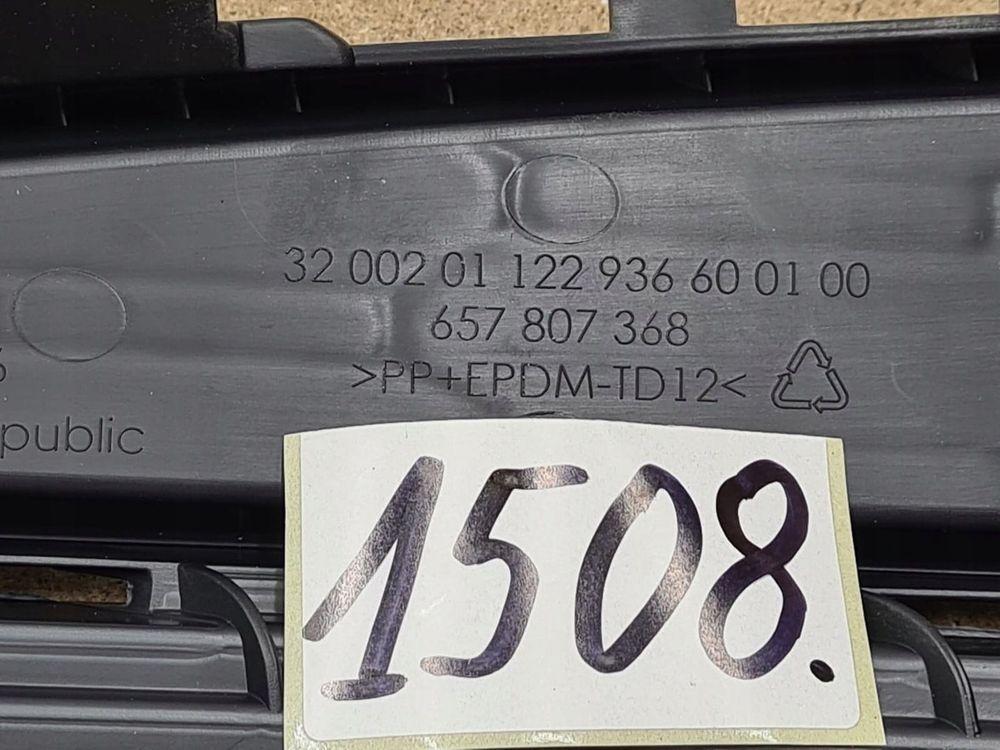 32 002 01 122 936 60 01 00
657 807 368
>PP+EPDM-TD12<
public
1508.